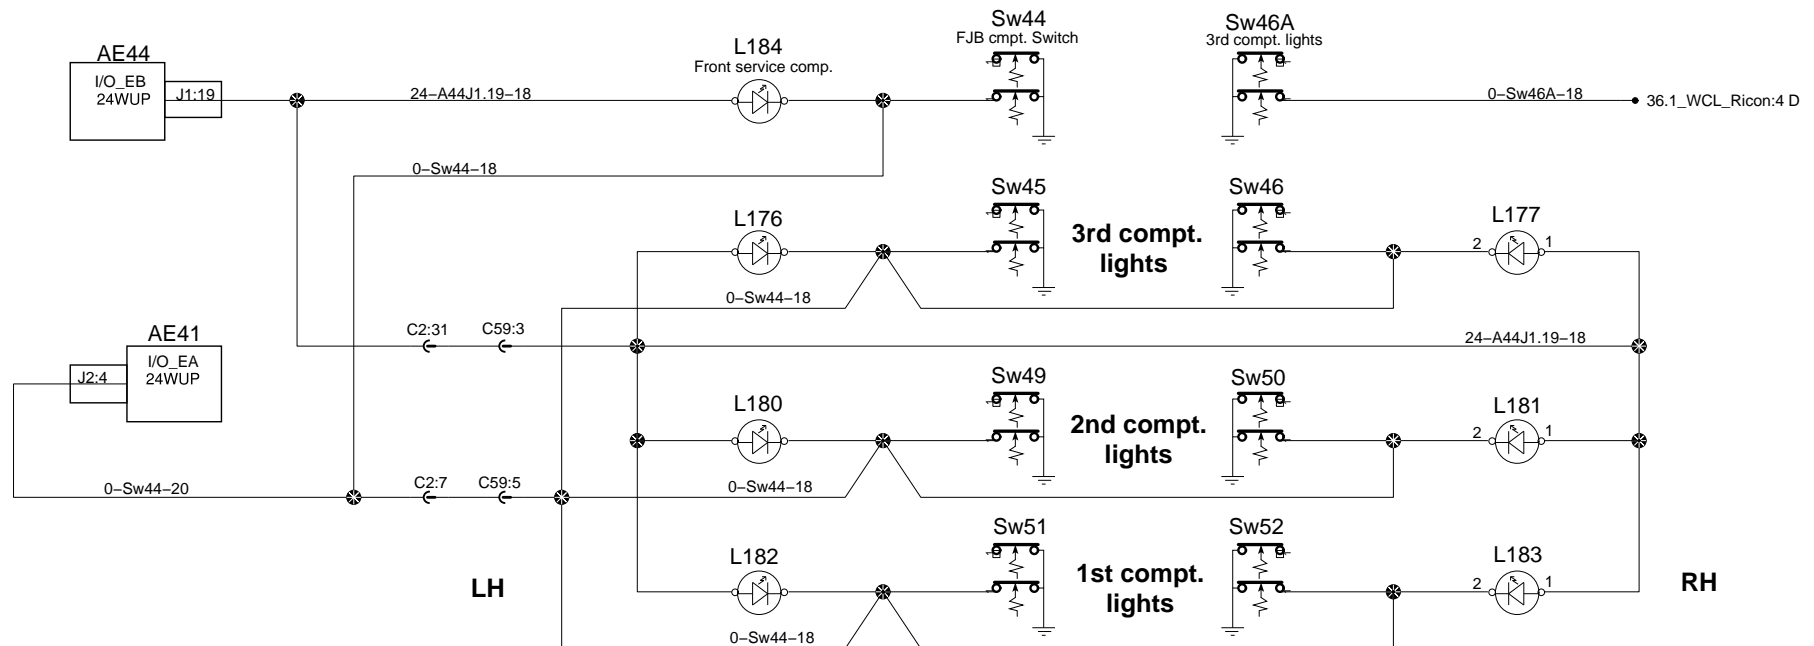 Sw44
FJB cmpt. Switch
Sw46A
3rd compt. lights
AE44
I/O_EB
24WUP
J1:19
L184
Front service comp.
24–A44J1.19–18
0–Sw46A–18
36.1_WCL_Ricon:4 D
0–Sw44–18
Sw45
Sw46
L176
3rd compt.
lights
L177
2
1
0–Sw44–18
AE41
I/O_EA
24WUP
J2:4
C2:31
C59:3
24–A44J1.19–18
Sw49
Sw50
L180
2nd compt.
lights
L181
2
1
0–Sw44–20
C2:7
C59:5
0–Sw44–18
Sw51
Sw52
L182
1st compt.
lights
L183
2
1
LH
RH
0–Sw44–18